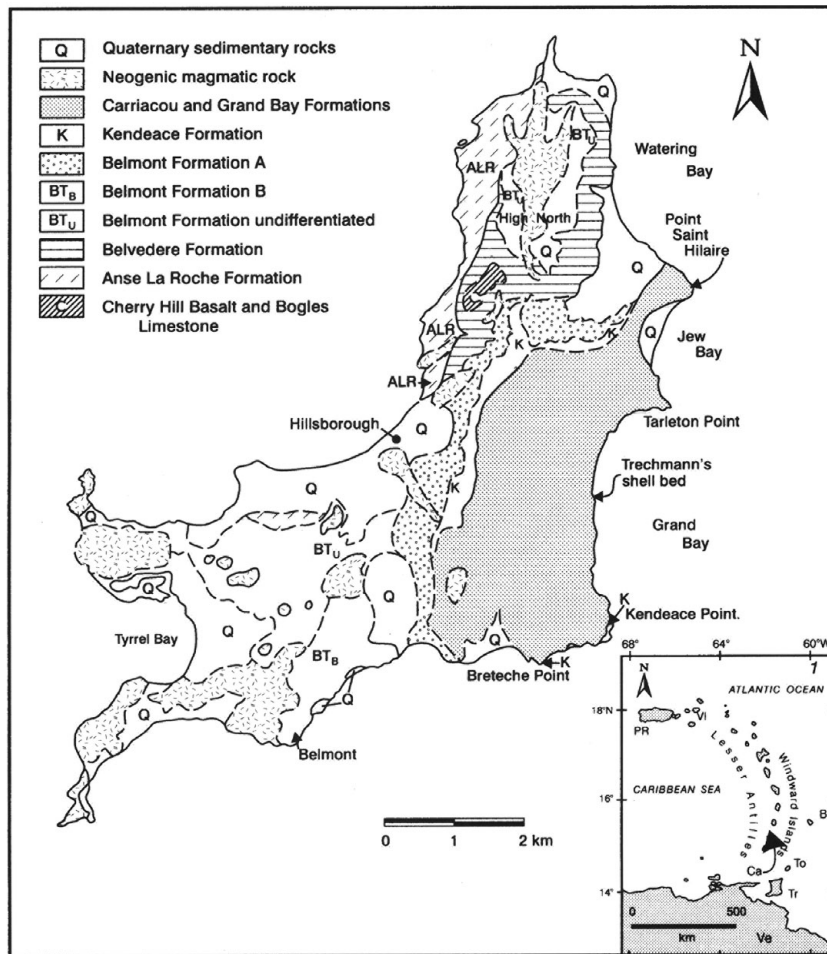 Q Quaternary sedimentary rocks
Neogenic magmatic rock
Carriacou and Grand Bay Formations
K Kendeace Formation
Belmont Formation A
BTB Belmont Formation B
BTU Belmont Formation undifferentiated
Belvedere Formation
Anse La Roche Formation
C Cherry Hill Basalt and Bogles
Limestone
N
Q
BTU
Watering
Bay
ALR
BTU
High North
Point
Saint
Hilaire
Q
Q
C
K
K
Q
Jew
Bay
ALR
ALR
Hillsborough
Q
Tarleton Point
Trechmann's
shell bed
Q
K
Grand
Bay
Q
BTU
Q
Q
K
Kendeace Point.
Tyrrel Bay
Q
BTB
Q
K
Breteche Point
Q
Q
Belmont
0 1 2 km
68° 64° 60°W
N
1
ATLANTIC OCEAN
18°N
PR
VI
CARIBBEAN SEA
Lesser Antilles
Windward Islands
16°
B
Ca
To
14°
Tr
0 500
km
Ve